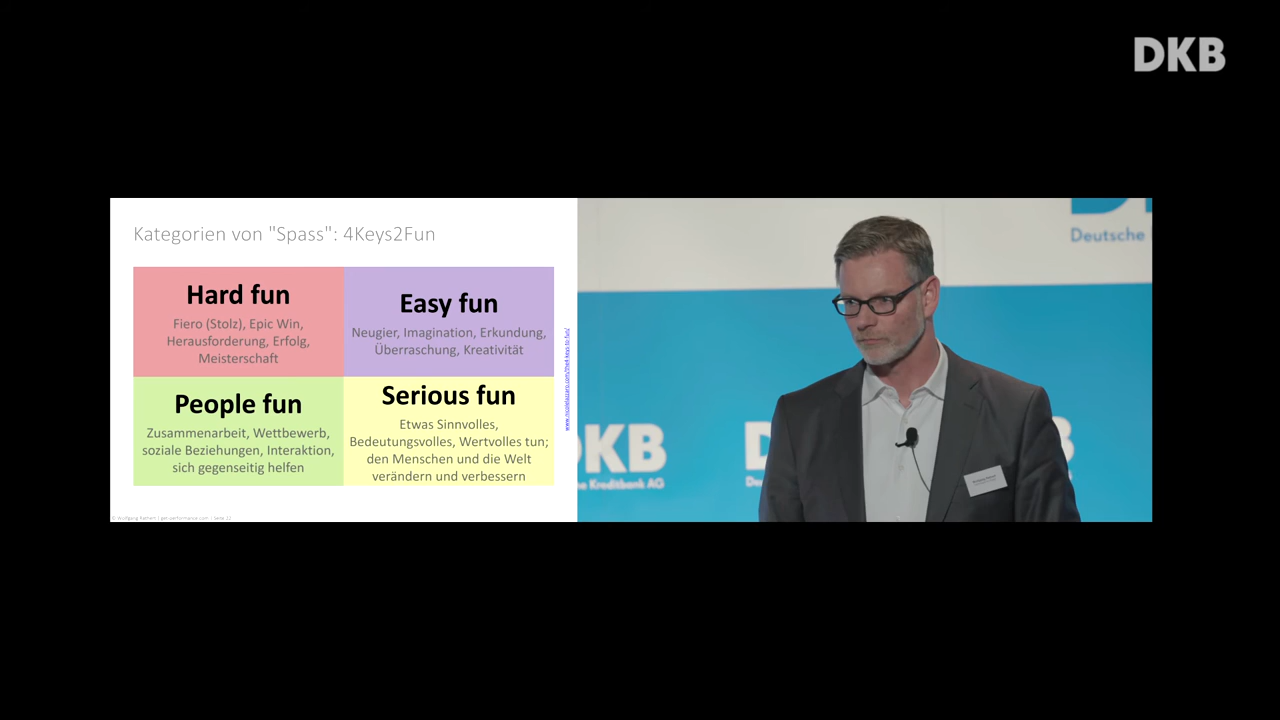 DKB
Kategorien von "Spass": 4Keys2Fun
Hard fun
Fiero (Stolz), Epic Win,
Herausforderung, Erfolg,
Meisterschaft
Easy fun
Neugier, Imagination, Erkundung,
Überraschung, Kreativität
People fun
Zusammenarbeit, Wettbewerb,
soziale Beziehungen, Interaktion,
sich gegenseitig helfen
Serious fun
Etwas Sinnvolles,
Bedeutungsvolles, Wertvolles tun;
den Menschen und die Welt
verändern und verbessern
Deutsche
DKB
Kreditbank AG